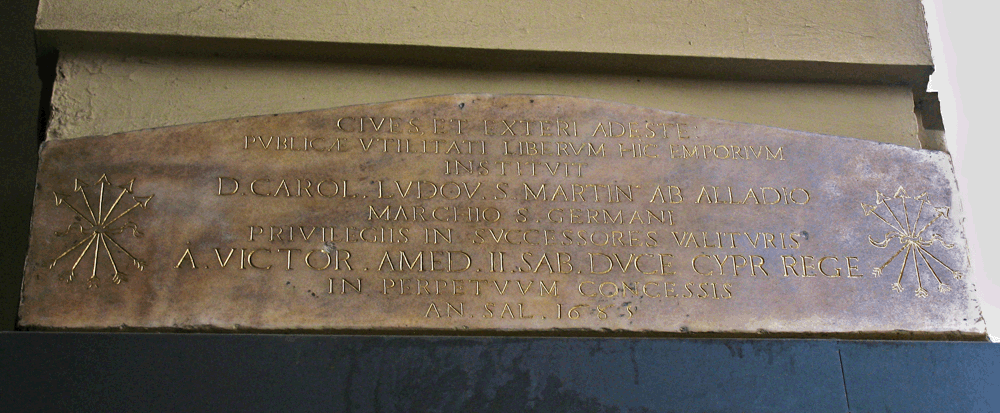 CIVES ET EXTERI ADESTE
PVBLICÆ VTILITATI LIBERVM HIC EMPORIVM
INSTITVIT
D. CAROL. LVDOV. S. MARTIN' AB ALLADIO
MARCHIO S. GERMANI
PRIVILEGIIS IN SVCCESSORES VALITVRIS
A. VICTOR. AMED. II. SAB. DVCE CYPR REGE
IN PERPETVVM CONCESSIS
AN. SAL. 1685